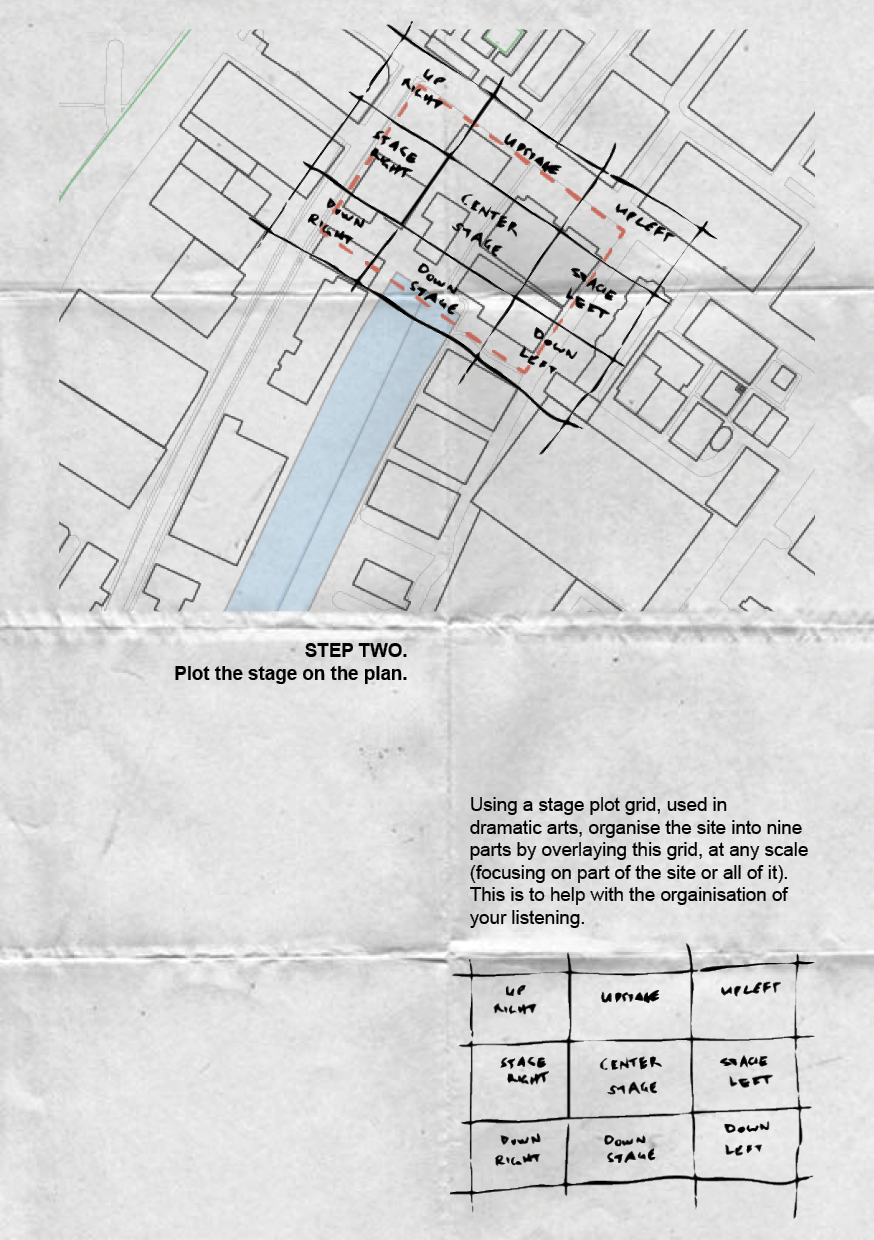 UP
RIGHT
UPSTAGE
UPLEFT
STAGE
RIGHT
CENTER
STAGE
STAGE
LEFT
DOWN
RIGHT
DOWN
STAGE
DOWN
LEFT
STEP TWO.
Plot the stage on the plan.
Using a stage plot grid, used in
dramatic arts, organise the site into nine
parts by overlaying this grid, at any scale
(focusing on part of the site or all of it).
This is to help with the orgainisation of
your listening.
UP
RIGHT
UPSTAGE
UPLEFT
STAGE
RIGHT
CENTER
STAGE
STAGE
LEFT
DOWN
RIGHT
DOWN
STAGE
DOWN
LEFT